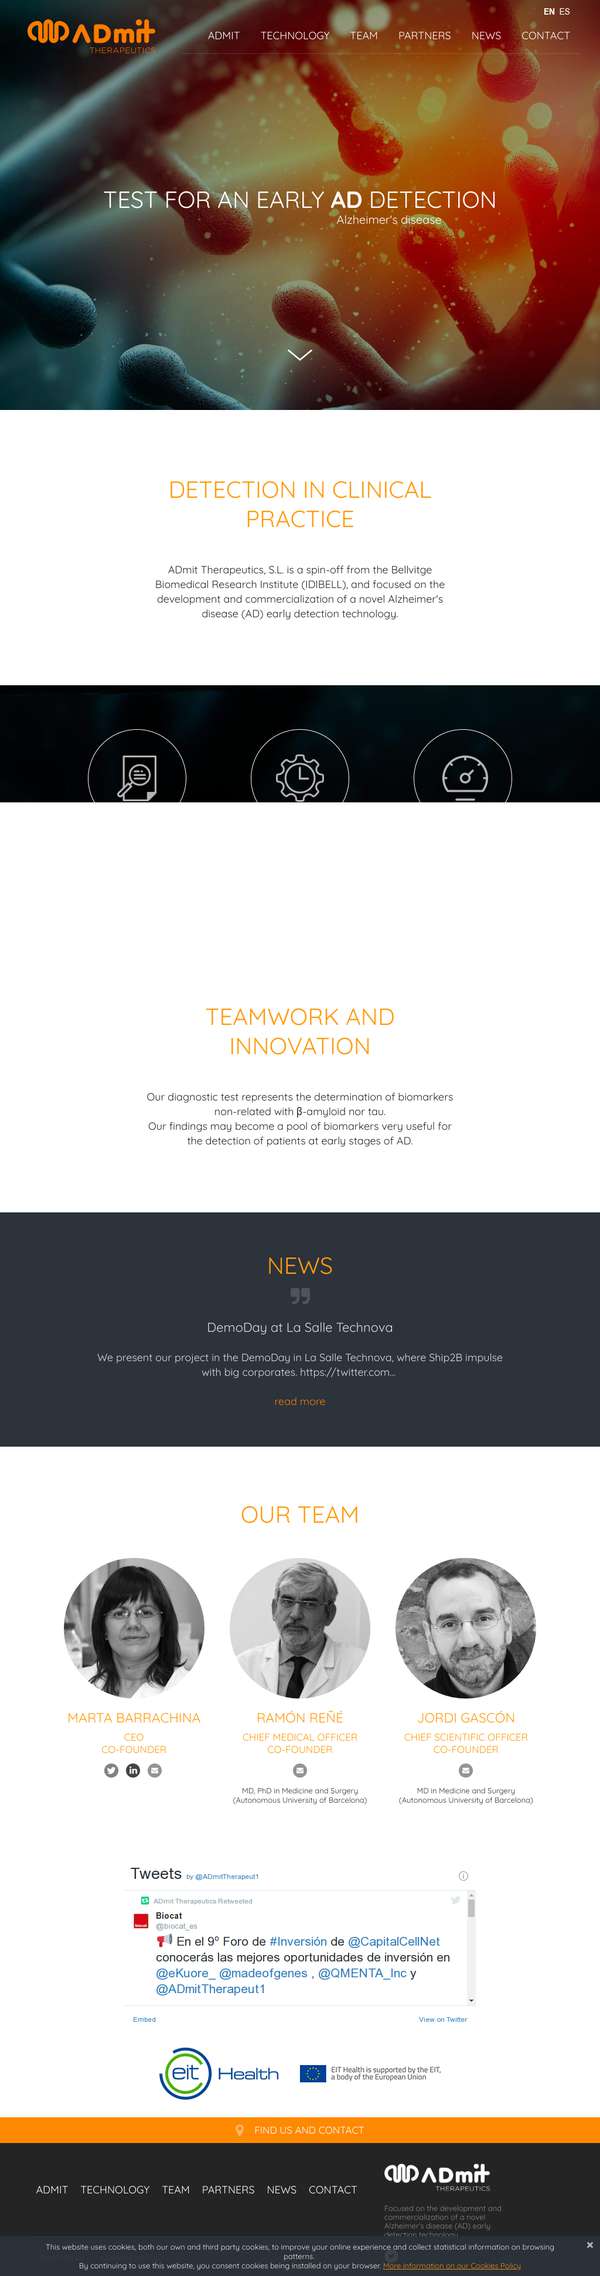 EN ES
ADmit
THERAPEUTICS
ADMIT TECHNOLOGY TEAM PARTNERS NEWS CONTACT
TEST FOR AN EARLY AD DETECTION
Alzheimer's disease
DETECTION IN CLINICAL
PRACTICE
ADmit Therapeutics, S.L. is a spin-off from the Bellvitge
Biomedical Research Institute (IDIBELL), and focused on the
development and commercialization of a novel Alzheimer's
disease (AD) early detection technology.
TEAMWORK AND
INNOVATION
Our diagnostic test represents the determination of biomarkers
non-related with β-amyloid nor tau.
Our findings may become a pool of biomarkers very useful for
the detection of patients at early stages of AD.
NEWS
DemoDay at La Salle Technova
We present our project in the DemoDay in La Salle Technova, where Ship2B impulse
with big corporates. https://twitter.com...
read more
OUR TEAM
MARTA BARRACHINA
CEO
CO-FOUNDER
RAMÓN REÑÉ
CHIEF MEDICAL OFFICER
CO-FOUNDER
MD, PhD in Medicine and Surgery
(Autonomous University of Barcelona)
JORDI GASCÓN
CHIEF SCIENTIFIC OFFICER
CO-FOUNDER
MD in Medicine and Surgery
(Autonomous University of Barcelona)
Tweets by @ADmitTherapeut1
ADmit Therapeutics Retweeted
Biocat
@biocat_es
En el 9º Foro de #Inversión de @CapitalCellNet
conocerás las mejores oportunidades de inversión en
@eKuore_ @madeofgenes , @QMENTA_Inc y
@ADmitTherapeut1
Embed View on Twitter
eit Health
EIT Health is supported by the EIT,
a body of the European Union
FIND US AND CONTACT
ADMIT TECHNOLOGY TEAM PARTNERS NEWS CONTACT
ADmit
THERAPEUTICS
Focused on the development and
commercialization of a novel
Alzheimer's disease (AD) early
detection technology
This website uses cookies, both our own and third party cookies, to improve your online experience and collect statistical information on browsing
patterns.
By continuing to use this website, you consent cookies being installed on your browser. More information on our Cookies Policy